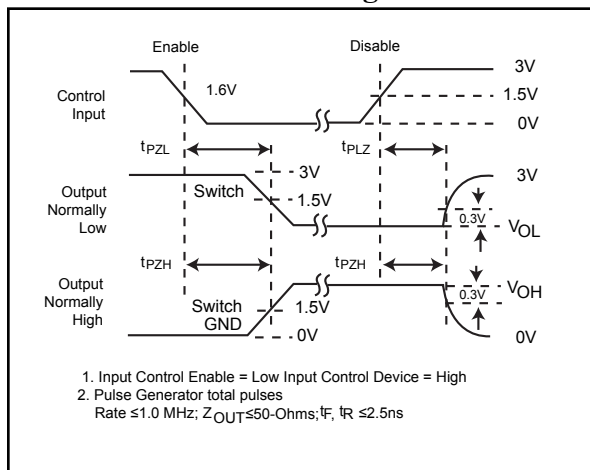 Enable
Disable
Control
Input
1.6V
3V
1.5V
0V
tPZL
tPLZ
Output
Normally
Low
Switch
3V
1.5V
3V
0.3V
VOL
tPZH
tPZH
Output
Normally
High
Switch
GND
1.5V
0V
VOH
0.3V
0V
1. Input Control Enable = Low Input Control Device = High
2. Pulse Generator total pulses
Rate ≤1.0 MHz; ZOUT≤50-Ohms;tF, tR ≤2.5ns